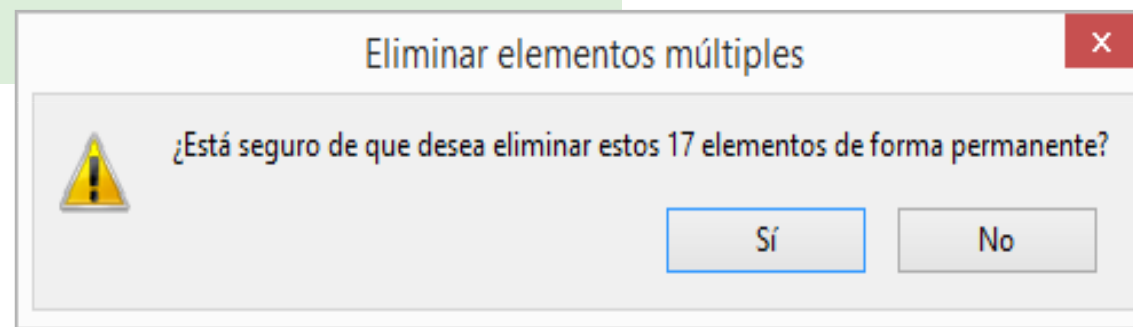 Eliminar elementos múltiples
x
¿Está seguro de que desea eliminar estos 17 elementos de forma permanente?
Sí
No